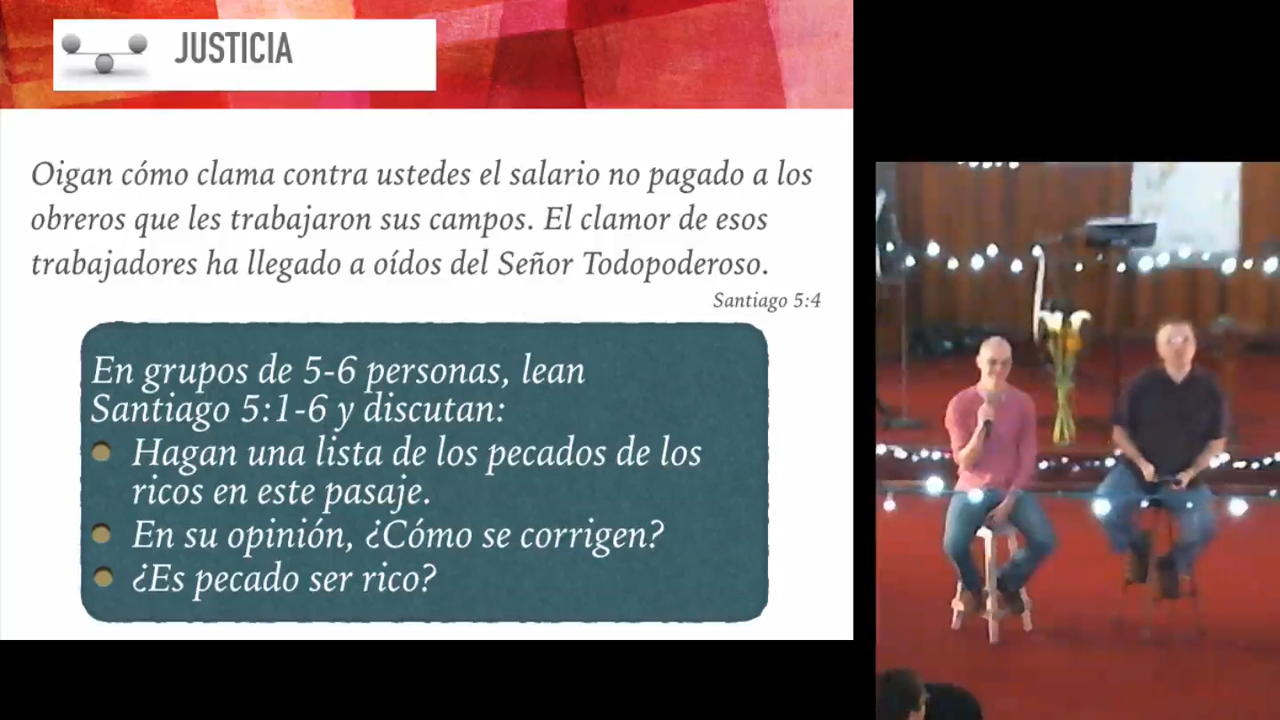 JUSTICIA
Oigan cómo clama contra ustedes el salario no pagado a los
obreros que les trabajaron sus campos. El clamor de esos
trabajadores ha llegado a oídos del Señor Todopoderoso.
Santiago 5:4
En grupos de 5-6 personas, lean
Santiago 5:1-6 y discutan:
Hagan una lista de los pecados de los
ricos en este pasaje.
En su opinión, ¿Cómo se corrigen?
¿Es pecado ser rico?